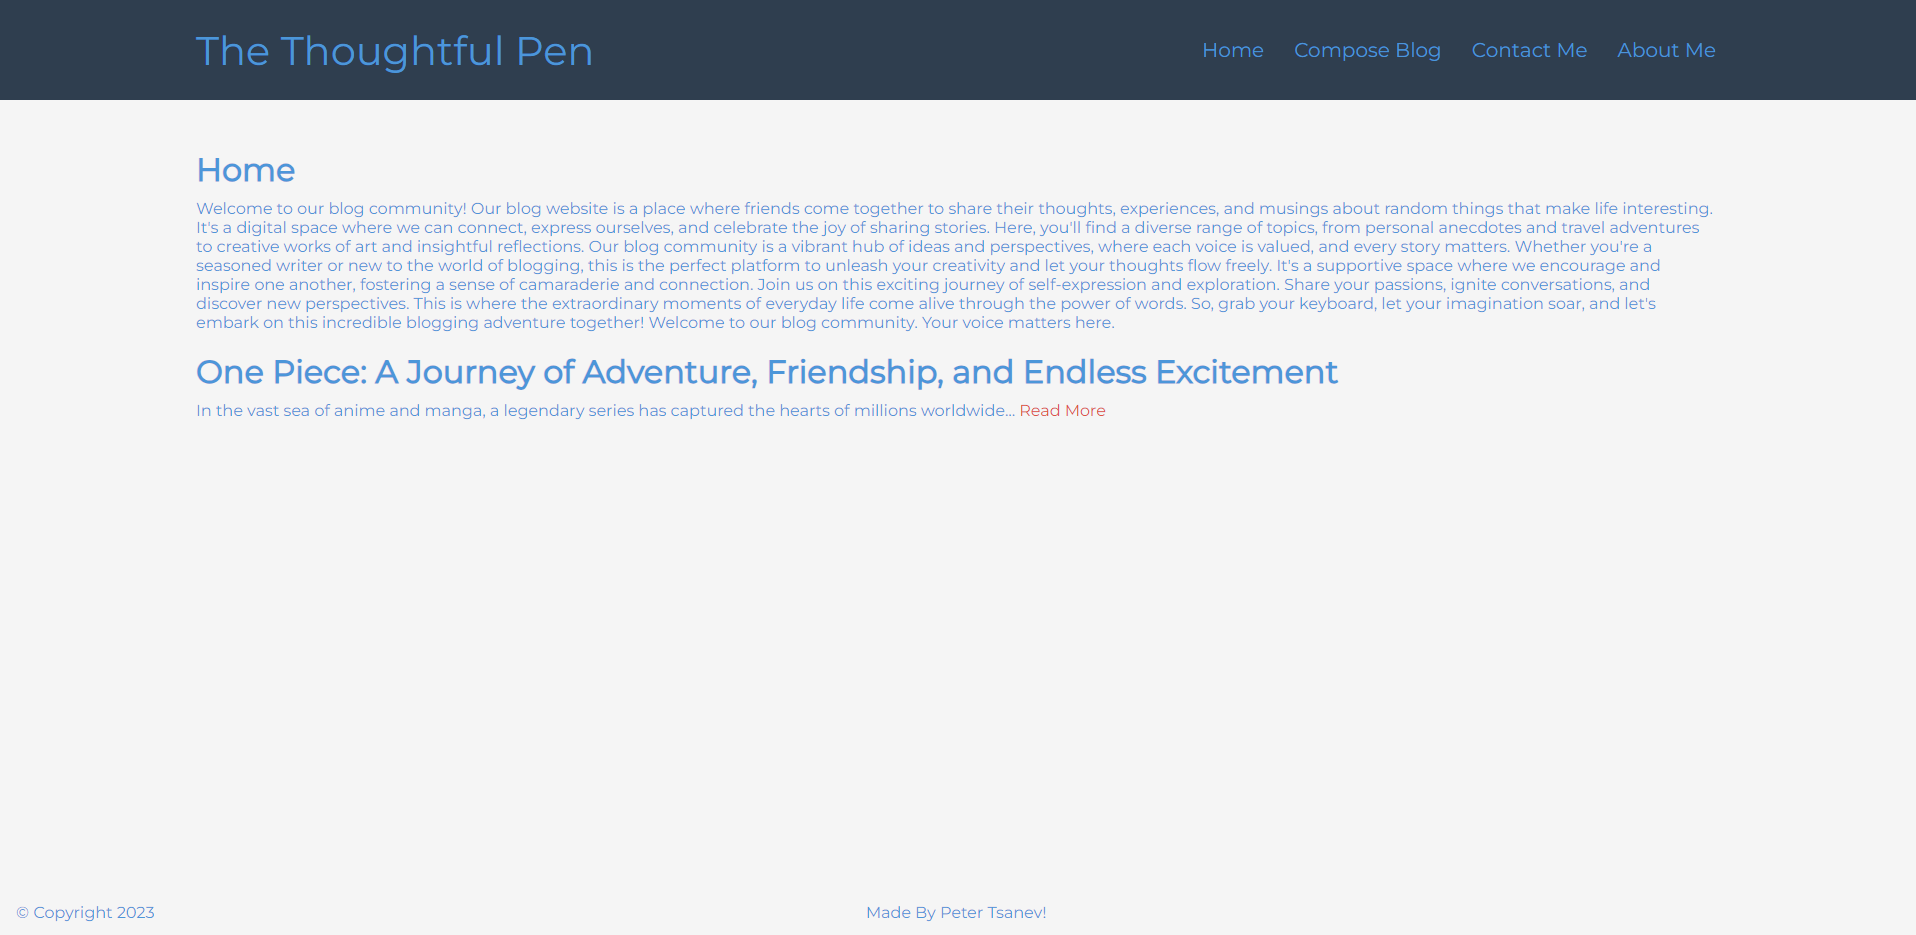 The Thoughtful Pen
Home Compose Blog Contact Me About Me
Home
Welcome to our blog community! Our blog website is a place where friends come together to share their thoughts, experiences, and musings about random things that make life interesting.
It's a digital space where we can connect, express ourselves, and celebrate the joy of sharing stories. Here, you'll find a diverse range of topics, from personal anecdotes and travel adventures
to creative works of art and insightful reflections. Our blog community is a vibrant hub of ideas and perspectives, where each voice is valued, and every story matters. Whether you're a
seasoned writer or new to the world of blogging, this is the perfect platform to unleash your creativity and let your thoughts flow freely. It's a supportive space where we encourage and
inspire one another, fostering a sense of camaraderie and connection. Join us on this exciting journey of self-expression and exploration. Share your passions, ignite conversations, and
discover new perspectives. This is where the extraordinary moments of everyday life come alive through the power of words. So, grab your keyboard, let your imagination soar, and let's
embark on this incredible blogging adventure together! Welcome to our blog community. Your voice matters here.
One Piece: A Journey of Adventure, Friendship, and Endless Excitement
In the vast sea of anime and manga, a legendary series has captured the hearts of millions worldwide... Read More
© Copyright 2023
Made By Peter Tsanev!